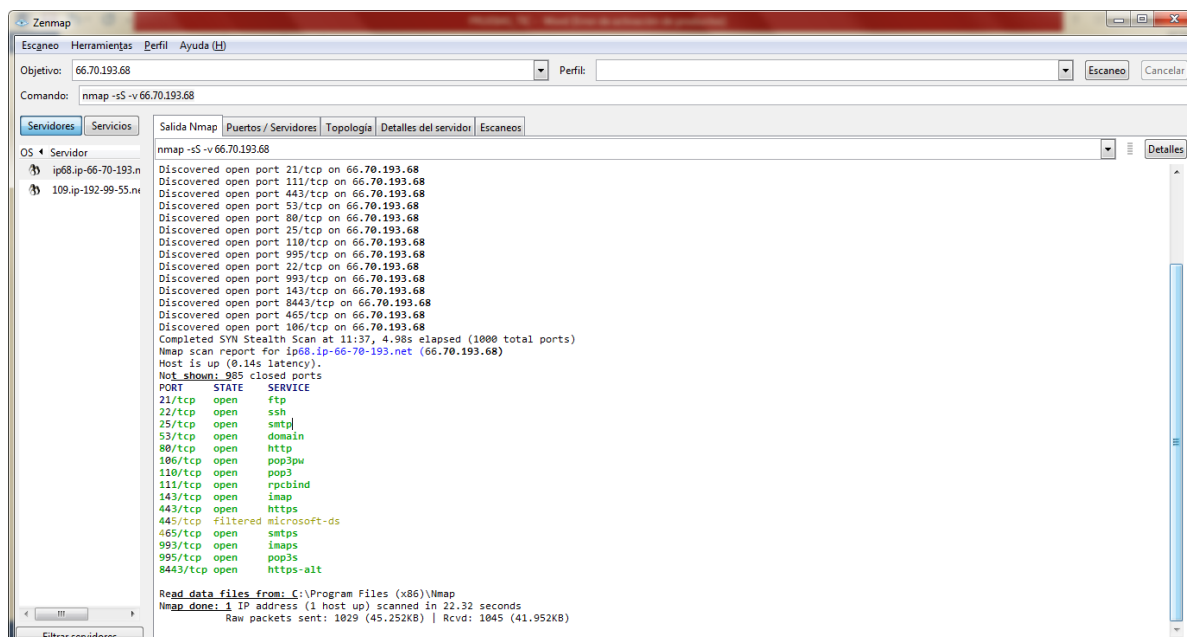 Zenmap
Escaneo Herramientas Perfil Ayuda (H)
Objetivo: 66.70.193.68 Perfil: Escaneo Cancelar
Comando: nmap -sS -v 66.70.193.68
Servidores Servicios Salida Nmap Puertos / Servidores Topología Detalles del servidor Escaneos
OS Servidor nmap -sS -v 66.70.193.68 Detalles
ip68.ip-66-70-193.n
109.ip-192-99-55.ne
Discovered open port 21/tcp on 66.70.193.68
Discovered open port 111/tcp on 66.70.193.68
Discovered open port 443/tcp on 66.70.193.68
Discovered open port 53/tcp on 66.70.193.68
Discovered open port 80/tcp on 66.70.193.68
Discovered open port 25/tcp on 66.70.193.68
Discovered open port 110/tcp on 66.70.193.68
Discovered open port 995/tcp on 66.70.193.68
Discovered open port 22/tcp on 66.70.193.68
Discovered open port 993/tcp on 66.70.193.68
Discovered open port 143/tcp on 66.70.193.68
Discovered open port 8443/tcp on 66.70.193.68
Discovered open port 465/tcp on 66.70.193.68
Discovered open port 106/tcp on 66.70.193.68
Completed SYN Stealth Scan at 11:37, 4.98s elapsed (1000 total ports)
Nmap scan report for ip68.ip-66-70-193.net (66.70.193.68)
Host is up (0.14s latency).
Not shown: 985 closed ports
PORT STATE SERVICE
21/tcp open ftp
22/tcp open ssh
25/tcp open smtp
53/tcp open domain
80/tcp open http
106/tcp open pop3pw
110/tcp open pop3
111/tcp open rpcbind
143/tcp open imap
443/tcp open https
445/tcp filtered microsoft-ds
465/tcp open smtps
993/tcp open imaps
995/tcp open pop3s
8443/tcp open https-alt
Read data files from: C:\Program Files (x86)\Nmap
Nmap done: 1 IP address (1 host up) scanned in 22.32 seconds
Raw packets sent: 1029 (45.252KB) | Rcvd: 1045 (41.952KB)
Filtrar servidores